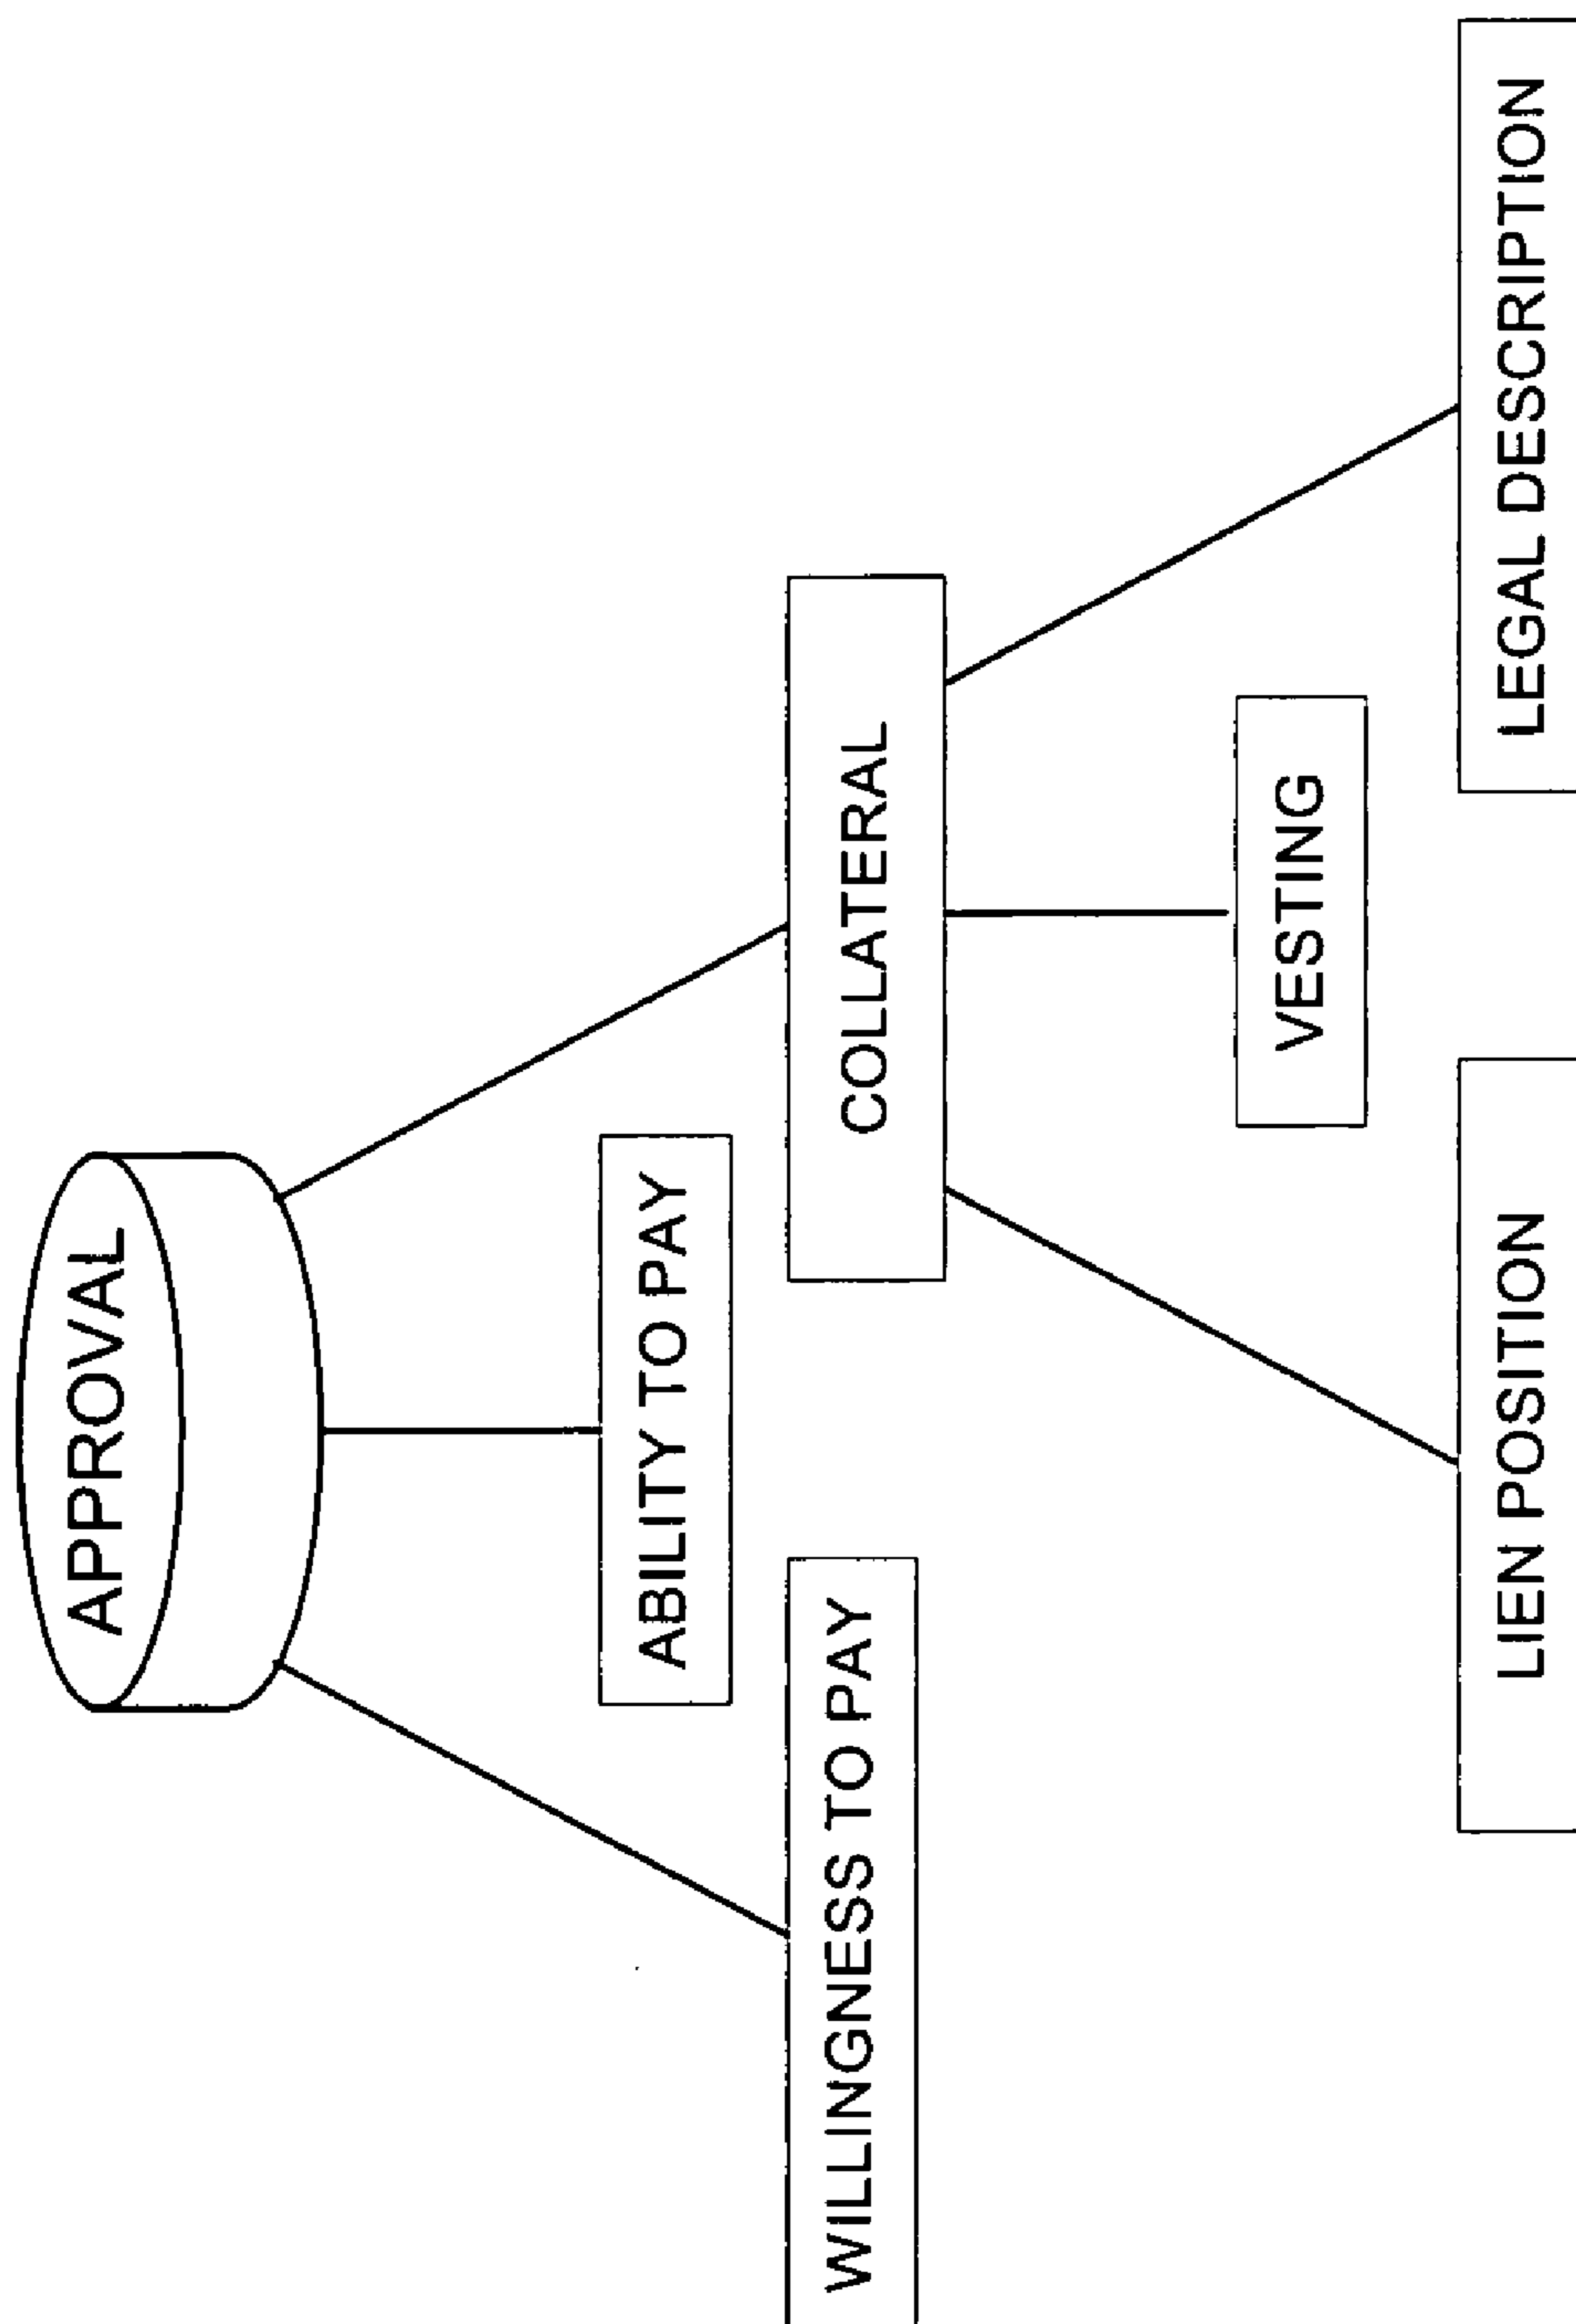 APPROVAL
ABILITY TO PAY
WILLINGNESS TO PAY
COLLATERAL
VESTING
LIEN POSITION
LEGAL DESCRIPTION